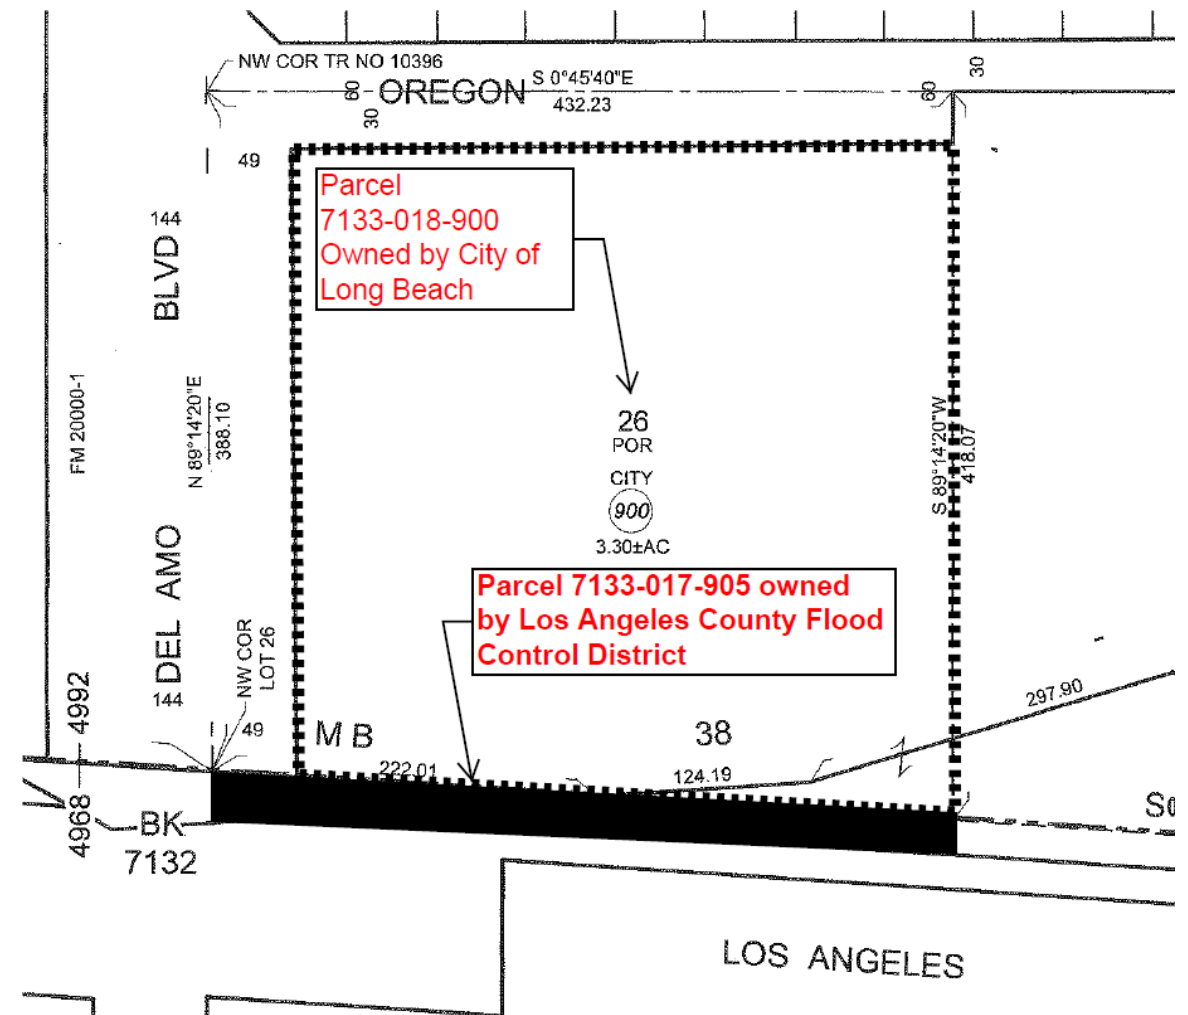 NW COR TR NO 10396
OREGON
S 0°45'40"E
432.23
60
30
60
30
49
144
BLVD
Parcel
7133-018-900
Owned by City of
Long Beach
FM 20000-1
N 89°14'20"E
388.10
26
POR
CITY
900
3.30±AC
S 89°14'20"W
418.07
DEL AMO
Parcel 7133-017-905 owned
by Los Angeles County Flood
Control District
NW COR
LOT 26
144
49
4992
4968
M B
38
297.90
222.01
124.19
BK
7132
LOS ANGELES